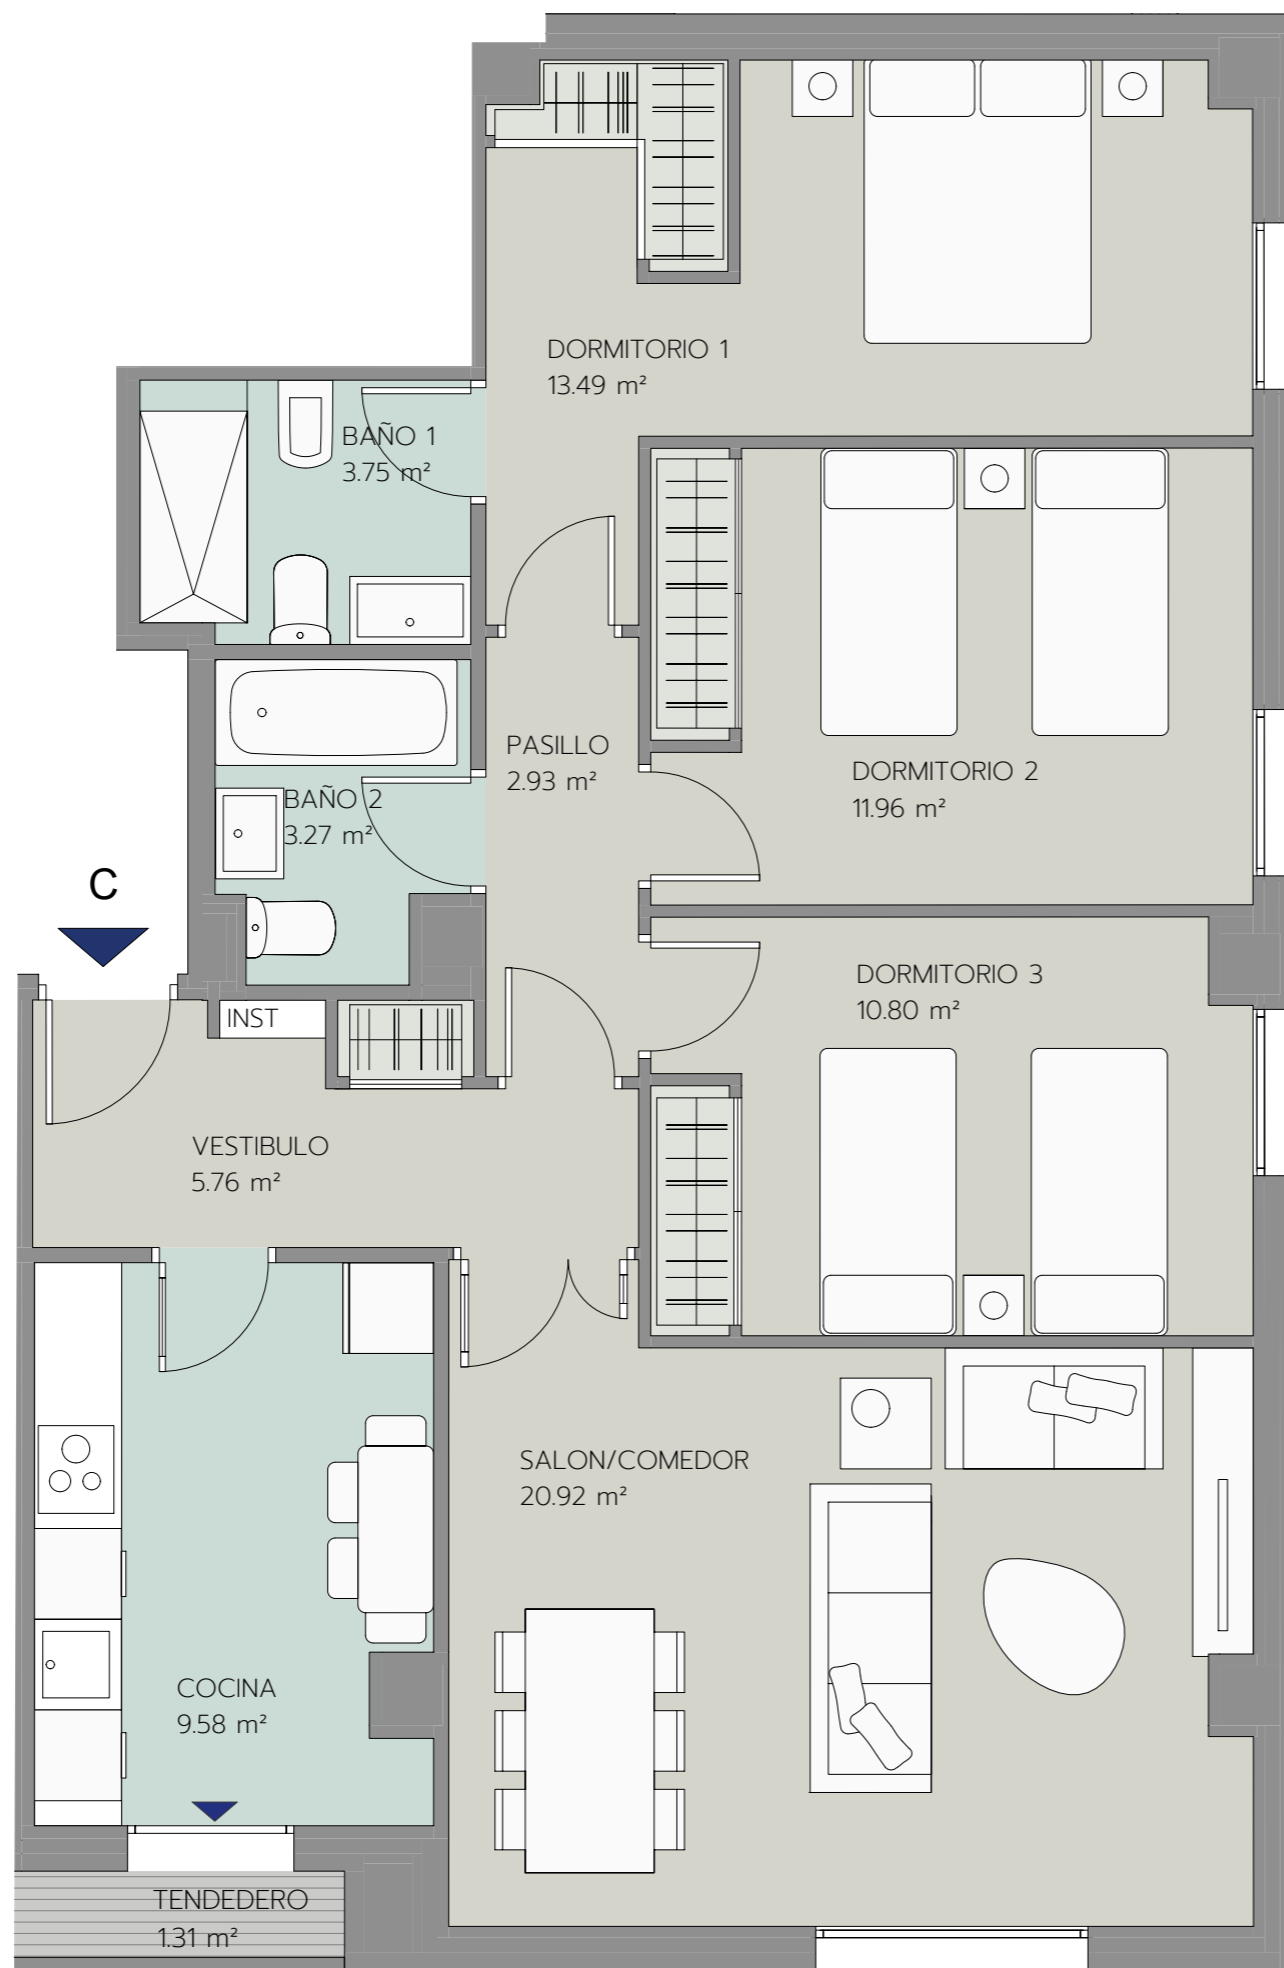 DORMITORIO 1
13.49 m²
BAÑO 1
3.75 m²
PASILLO
2.93 m²
DORMITORIO 2
11.96 m²
BAÑO 2
3.27 m²
C
DORMITORIO 3
10.80 m²
INST
VESTIBULO
5.76 m²
SALON/COMEDOR
20.92 m²
COCINA
9.58 m²
TENDEDERO
1.31 m²